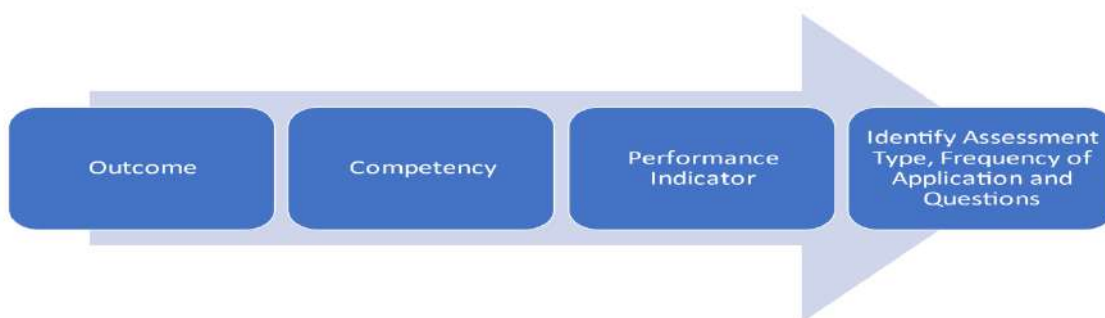 Outcome
Competency
Performance
Indicator
Identify Assessment
Type, Frequency of
Application and
Questions